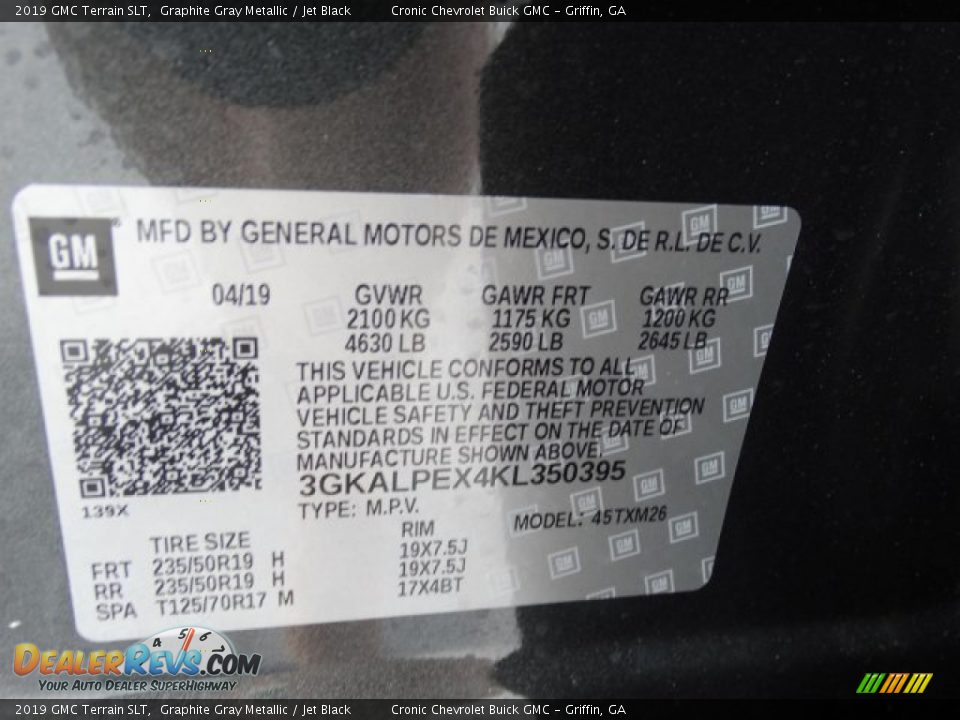 2019 GMC Terrain SLT,  Graphite Gray Metallic / Jet Black  Cronic Chevrolet Buick GMC - Griffin, GA
GM
MFD BY GENERAL MOTORS DE MEXICO, S. DE R.L. DE C.V.
04/19 GVWR GAWR FRT GAWR RR
2100 KG 1175 KG 1200 KG
4630 LB 2590 LB 2645 LB
THIS VEHICLE CONFORMS TO ALL
APPLICABLE U.S. FEDERAL MOTOR
VEHICLE SAFETY AND THEFT PREVENTION
STANDARDS IN EFFECT ON THE DATE OF
MANUFACTURE SHOWN ABOVE.
3GKALPEX4KL350395
139X
TYPE: M.P.V. MODEL: 45TXM26
TIRE SIZE RIM
FRT 235/50R19 H 19X7.5J
RR 235/50R19 H 19X7.5J
SPA T125/70R17 M 17X4BT
4 5 6
DealerRevs.com
Your Auto Dealer SuperHighway
2019 GMC Terrain SLT,  Graphite Gray Metallic / Jet Black  Cronic Chevrolet Buick GMC - Griffin, GA